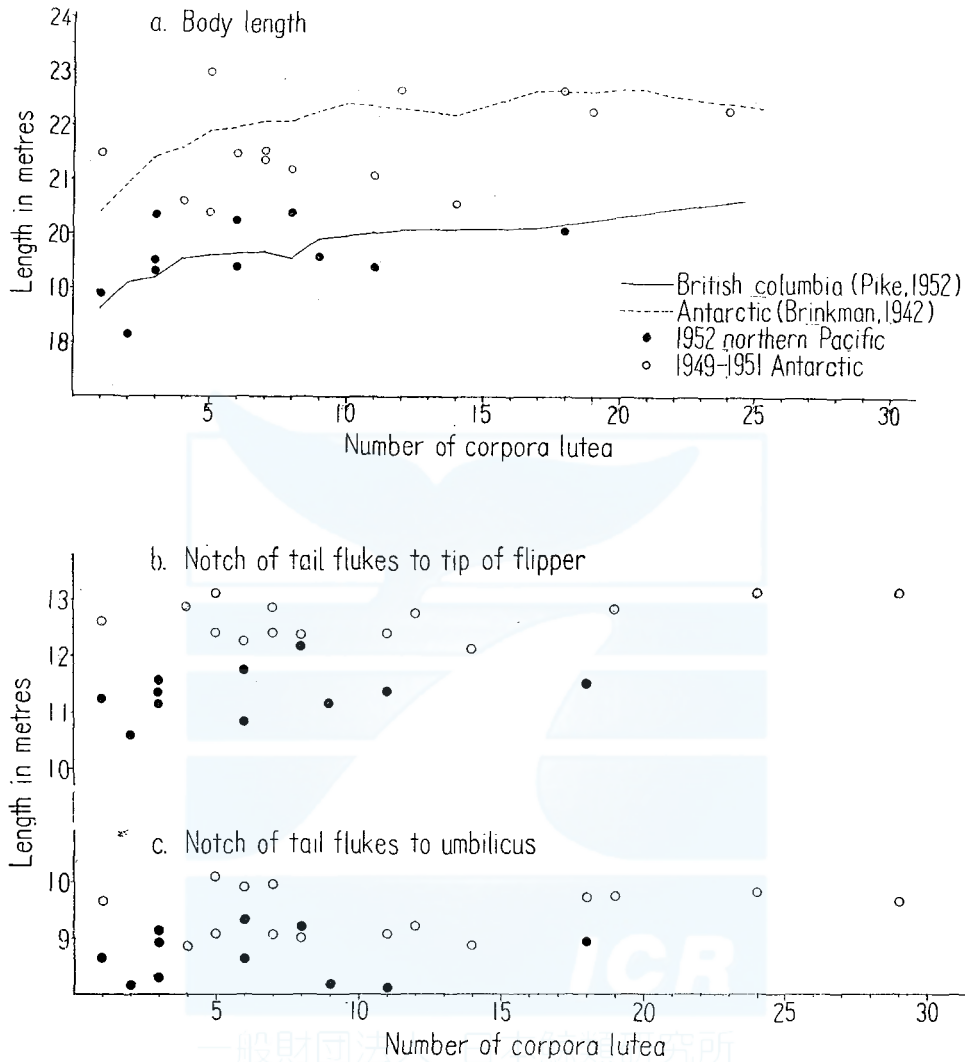 24
a. Body length
23
22
21
20
19
18
Length in metres
British columbia (Pike, 1952)
Antarctic (Brinkman, 1942)
1952 northern Pacific
1949-1951 Antarctic
5
10
15
20
25
30
Number of corpora lutea
b. Notch of tail flukes to tip of flipper
13
12
11
10
Length in metres
c. Notch of tail flukes to umbilicus
10
9
ICR
5
10
15
20
25
30
Number of corpora lutea